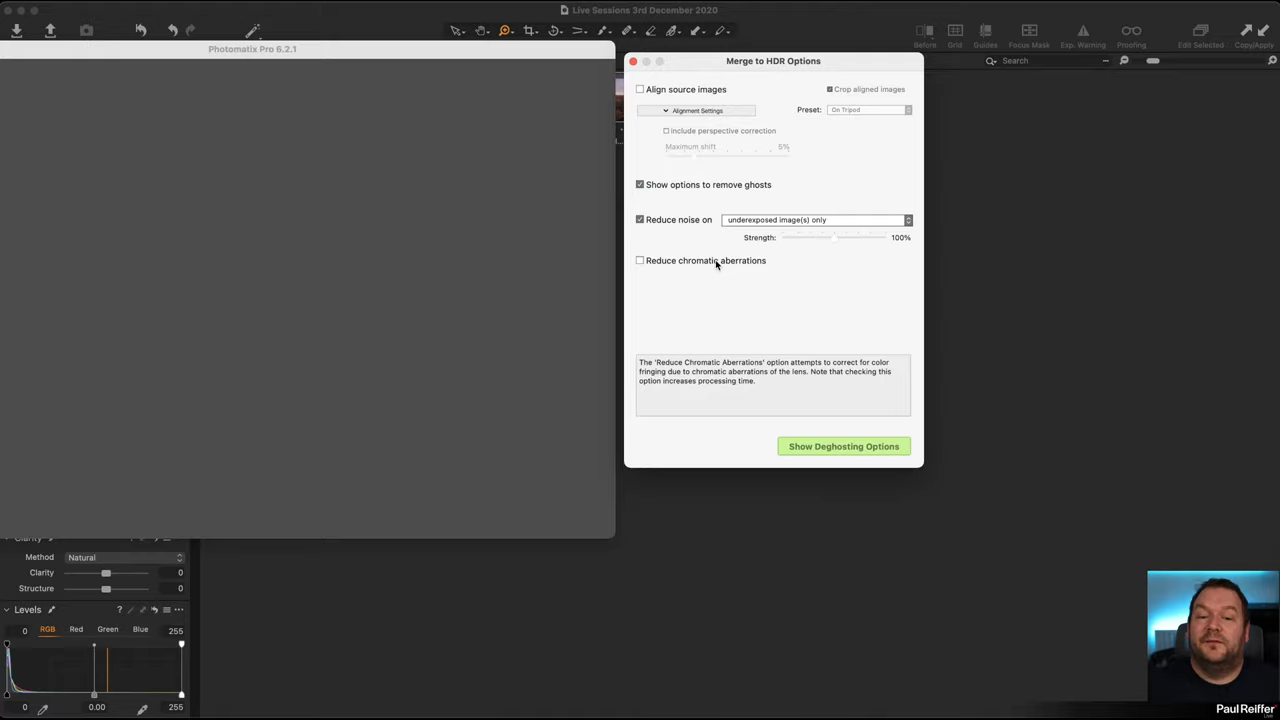 Live Sessions 3rd December 2020
Before
Grid
Guides
Focus Mask
Exp. Warning
Proofing
Edit Selected
Copy/Apply
Photomatix Pro 6.2.1
Search
Merge to HDR Options
Align source images
Crop aligned images
Alignment Settings
Preset:
On Tripod
Include perspective correction
Maximum shift
5%
Show options to remove ghosts
Reduce noise on
underexposed image(s) only
Strength:
100%
Reduce chromatic aberrations
The 'Reduce Chromatic Aberrations' option attempts to correct for color
fringing due to chromatic aberrations of the lens. Note that checking this
option increases processing time.
Show Deghosting Options
Clarity
Method
Natural
Clarity
0
Structure
0
Levels
?
0
RGB
Red
Green
Blue
255
0
0.00
255
Paul Reiffer
Live